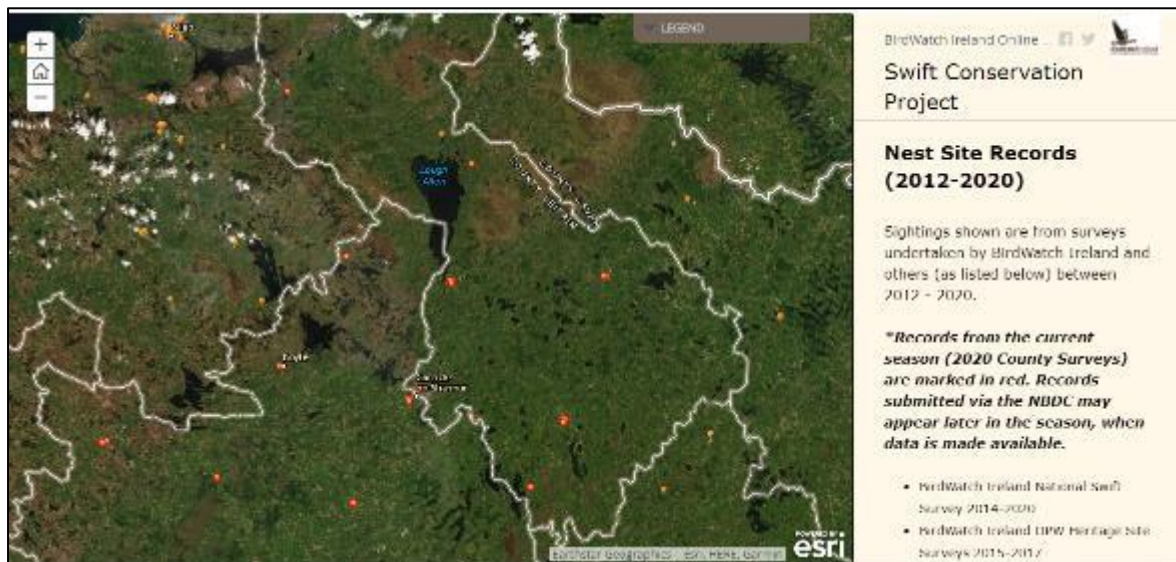 LEGEND
Lough
Allen
Boyle
Earthstar Geographics | Esri, HERE, Garmin
POWERED BY
esri
BirdWatch Ireland Online ...
Swift Conservation
Project
Nest Site Records
(2012-2020)
Sightings shown are from surveys
undertaken by BirdWatch Ireland and
others (as listed below) between
2012 - 2020.
*Records from the current
season (2020 County Surveys)
are marked in red. Records
submitted via the NBDC may
appear later in the season, when
data is made available.
• BirdWatch Ireland National Swift
Survey 2014-2020
• BirdWatch Ireland OPW Heritage Site
Surveys 2015-2017